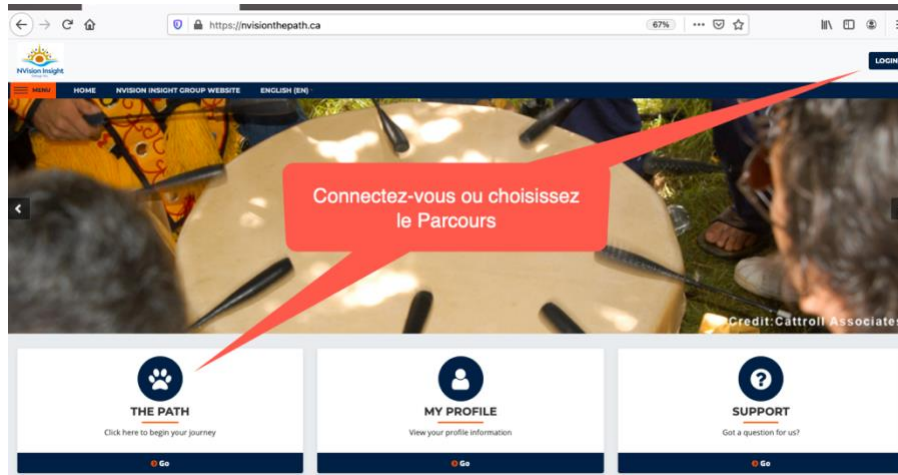 https://nvisionthepath.ca
67%
NVision Insight
LOGIN
MENU HOME NVISION INSIGHT GROUP WEBSITE ENGLISH (EN)
Connectez-vous ou choisissez
le Parcours
Credit:Cattroll Associates
THE PATH
Click here to begin your journey
Go
MY PROFILE
View your profile information
Go
SUPPORT
Got a question for us?
Go